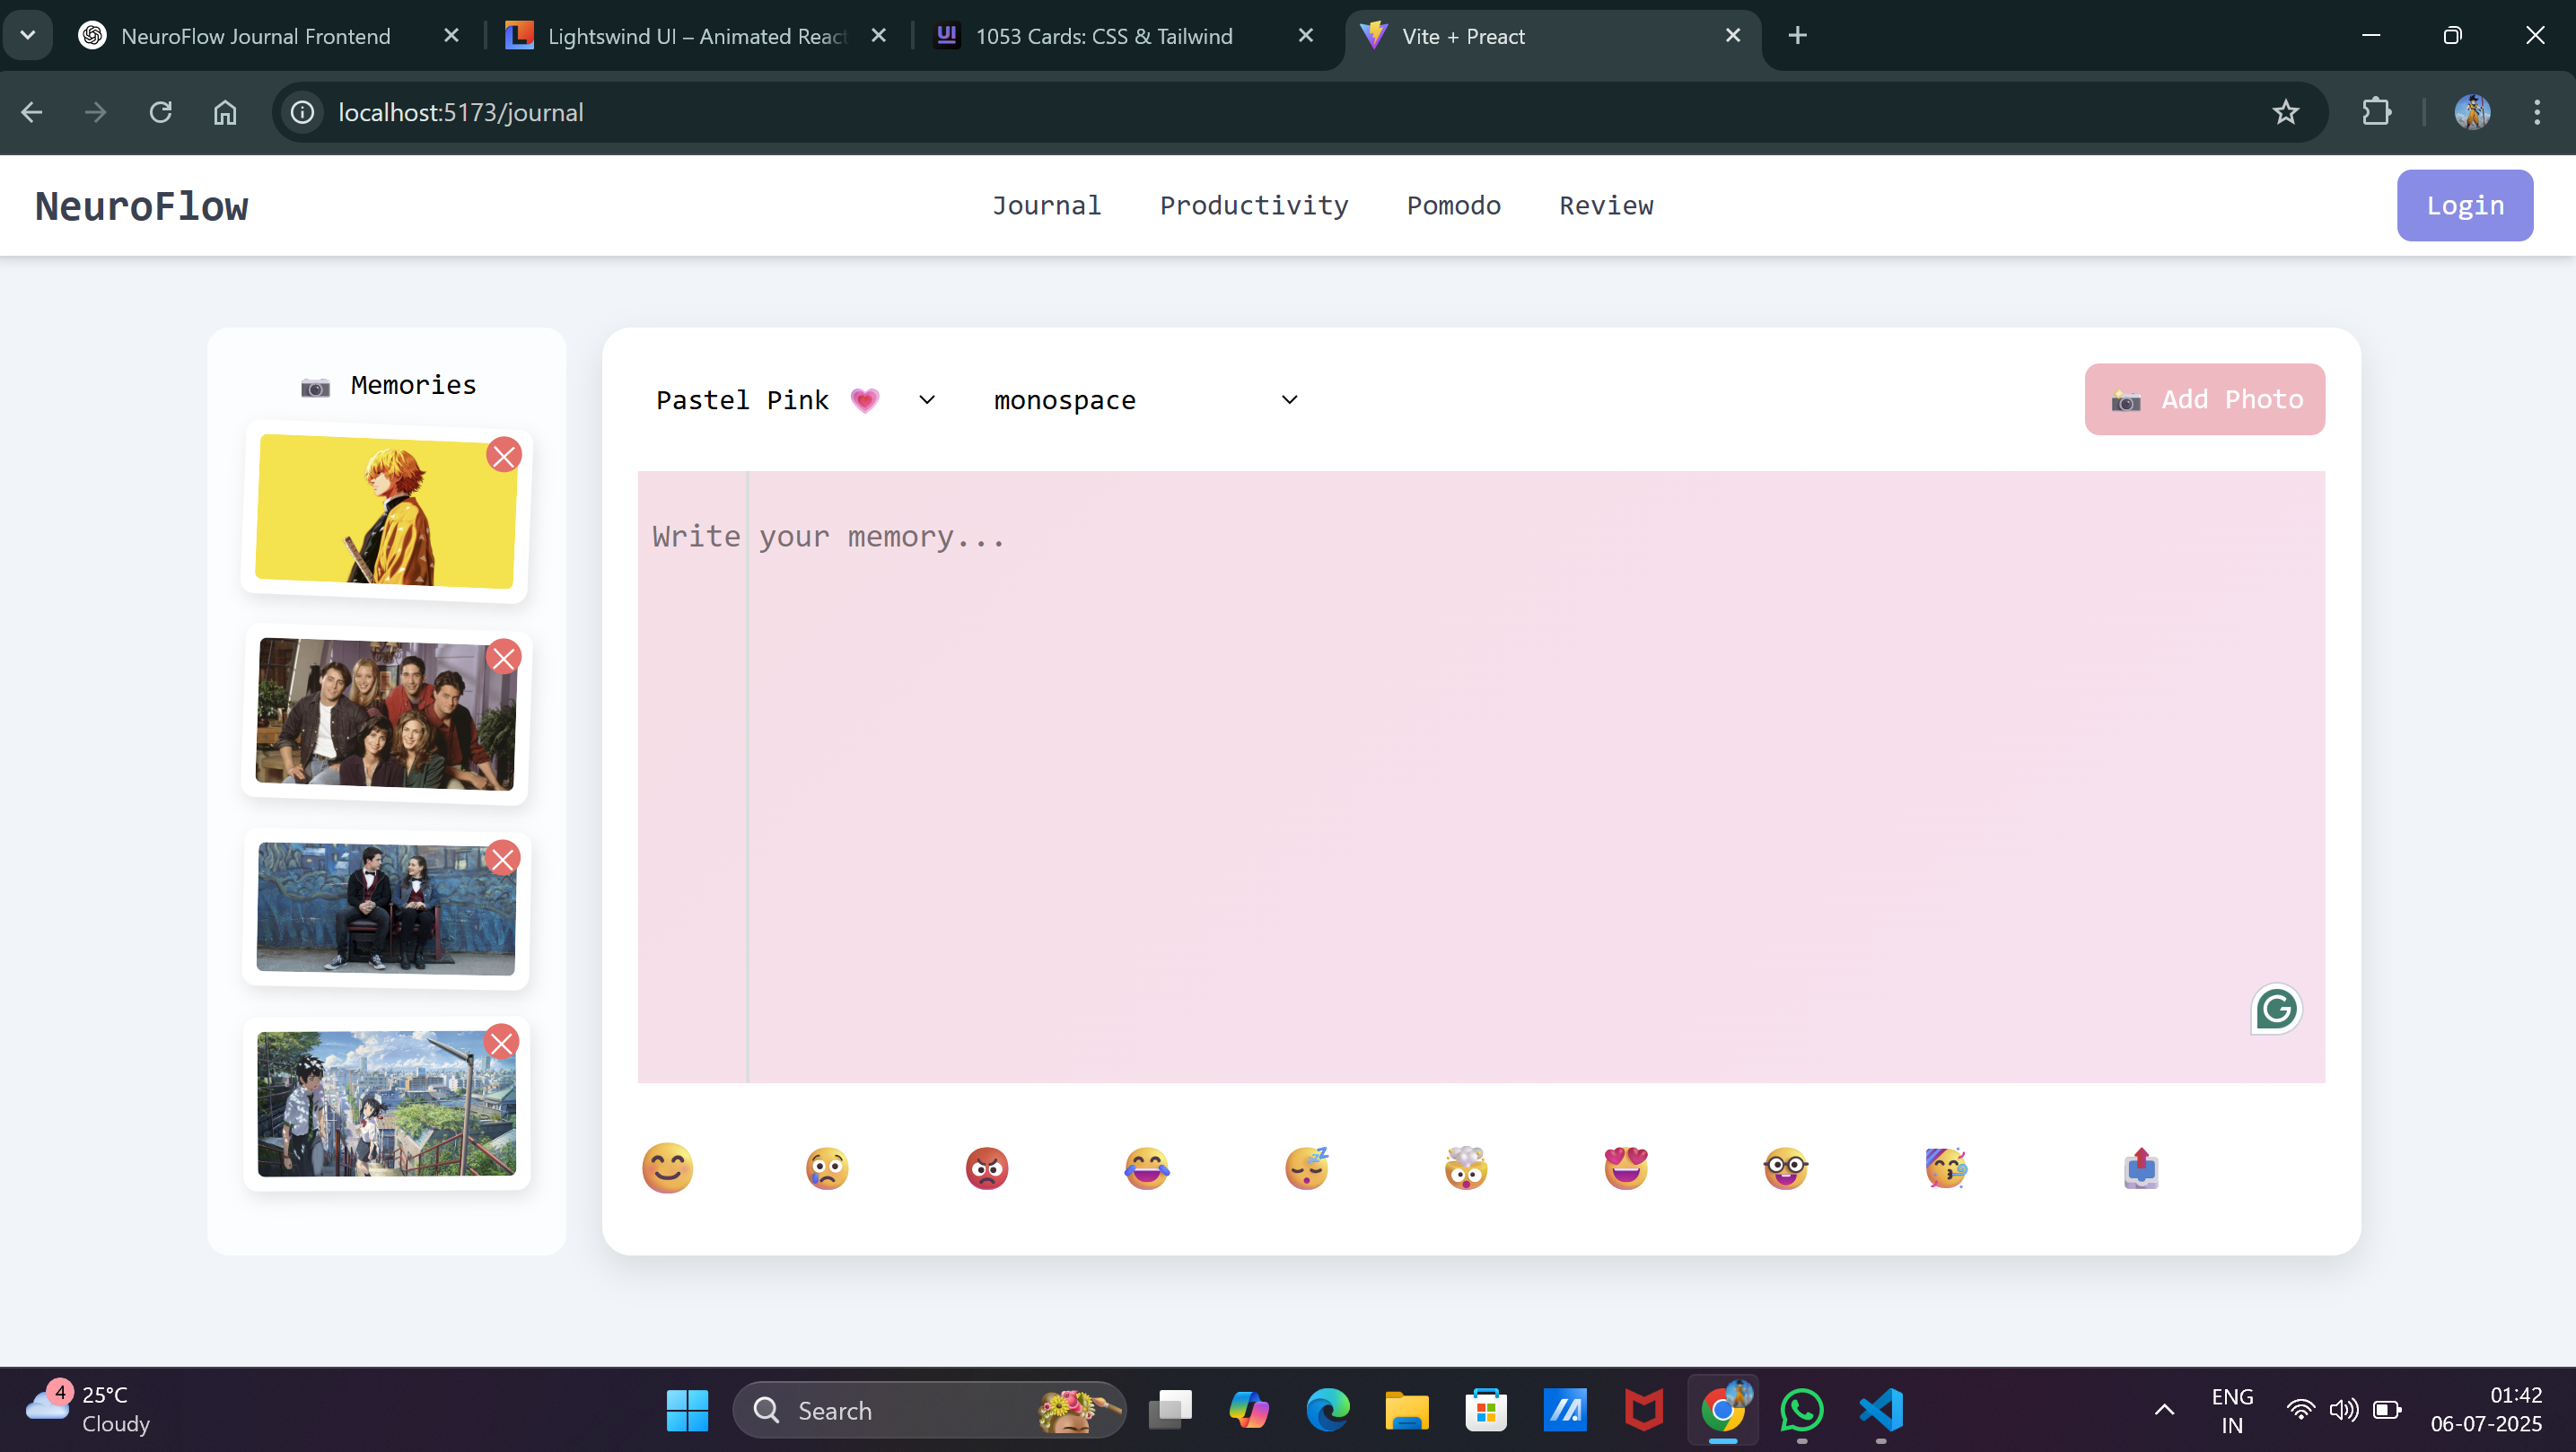 NeuroFlow Journal Frontend
Lightswind UI – Animated React
1053 Cards: CSS & Tailwind
Vite + Preact
localhost:5173/journal
NeuroFlow
Journal
Productivity
Pomodo
Review
Login
📷 Memories
Pastel Pink 💗
monospace
📸 Add Photo
Write your memory...
4
25°C
Cloudy
Search
ENG
IN
01:42
06-07-2025